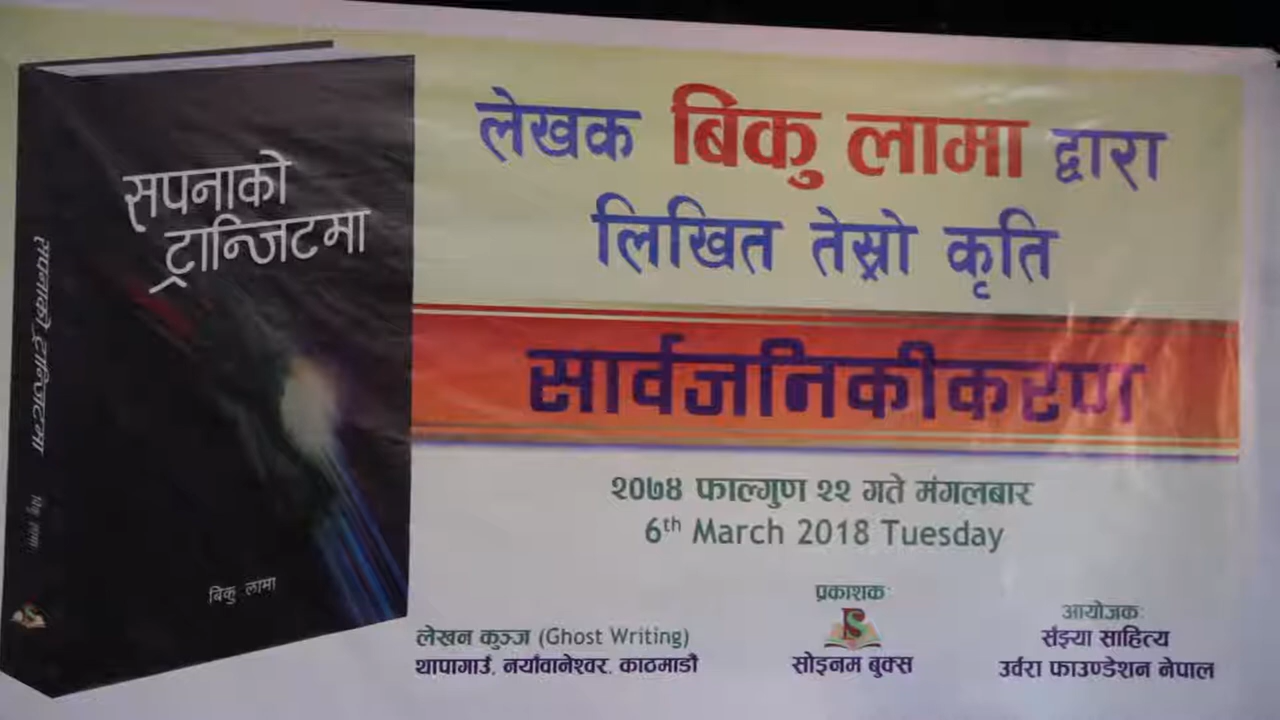 सपनाको
ट्रान्जिटमा
बिकु लामा
सपनाको ट्रान्जिटमा
बिकु लामा
लेखक बिकु लामा द्वारा
लिखित तेस्रो कृति
सार्वजनिकीकरण
२०७४ फाल्गुण २२ गते मंगलबार
6th March 2018 Tuesday
लेखन कुञ्ज (Ghost Writing)
थापागाउँ, नयाँवानेश्वर, काठमाडौं
प्रकाशक:
S
सोइनम बुक्स
आयोजक:
सँझ्या साहित्य
उर्वरा फाउण्डेशन नेपाल